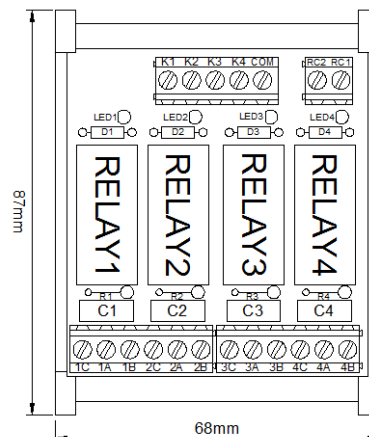 K1 K2 K3 K4 COM RC2 RC1
LED1 LED2 LED3 LED4
D1 D2 D3 D4
RELAY1 RELAY2 RELAY3 RELAY4
R1 R2 R3 R4
C1 C2 C3 C4
1C 1A 1B 2C 2A 2B 3C 3A 3B 4C 4A 4B
87mm
68mm